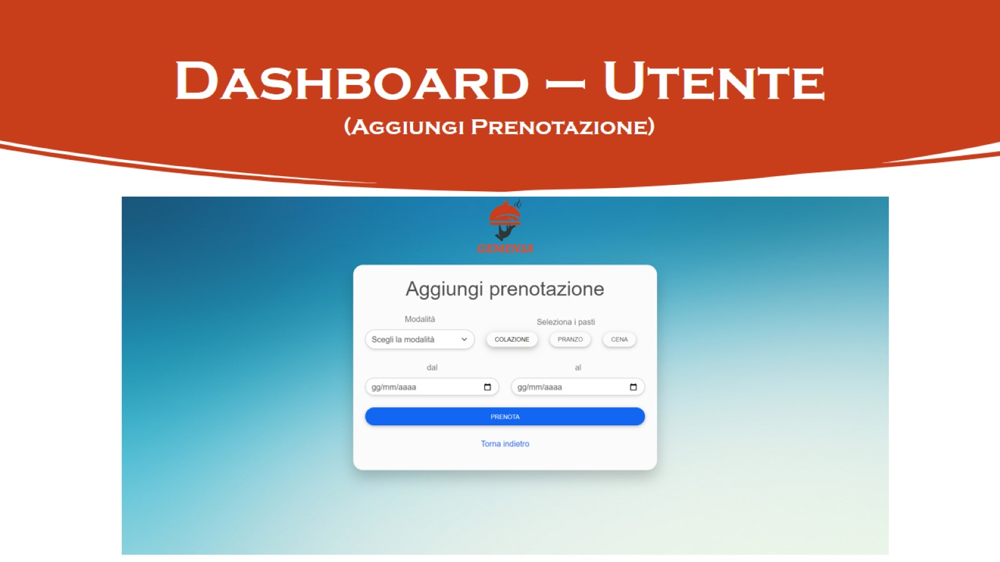 Dashboard – Utente
(Aggiungi Prenotazione)
GEMENSA
Aggiungi prenotazione
Modalità
Seleziona i pasti
Scegli la modalità
COLAZIONE
PRANZO
CENA
dal
al
gg/mm/aaaa
gg/mm/aaaa
PRENOTA
Torna indietro